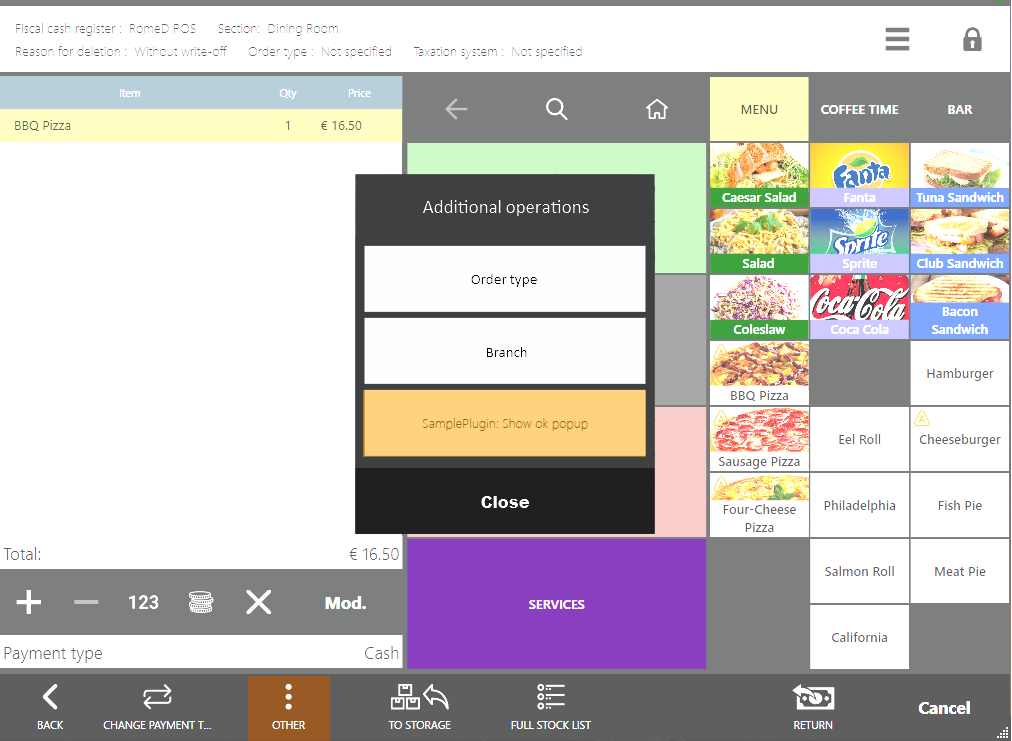 Fiscal cash register : RomeD POS Section: Dining Room
Reason for deletion : Without write-off Order type : Not specified Taxation system : Not specified
Item Qty Price
BBQ Pizza 1 € 16.50
Total: € 16.50
123 Mod.
Payment type Cash
Additional operations
Order type
Branch
SamplePlugin: Show ok popup
Close
SERVICES
MENU COFFEE TIME BAR
Caesar Salad Fanta Fanta Tuna Sandwich
Salad Sprite Sprite Club Sandwich
Coleslaw Coca-Cola Coca Cola Bacon
Sandwich
BBQ Pizza Hamburger
Sausage Pizza Eel Roll A Cheeseburger
Four-Cheese
Pizza Philadelphia Fish Pie
Salmon Roll Meat Pie
California
BACK CHANGE PAYMENT T... OTHER TO STORAGE FULL STOCK LIST RETURN Cancel